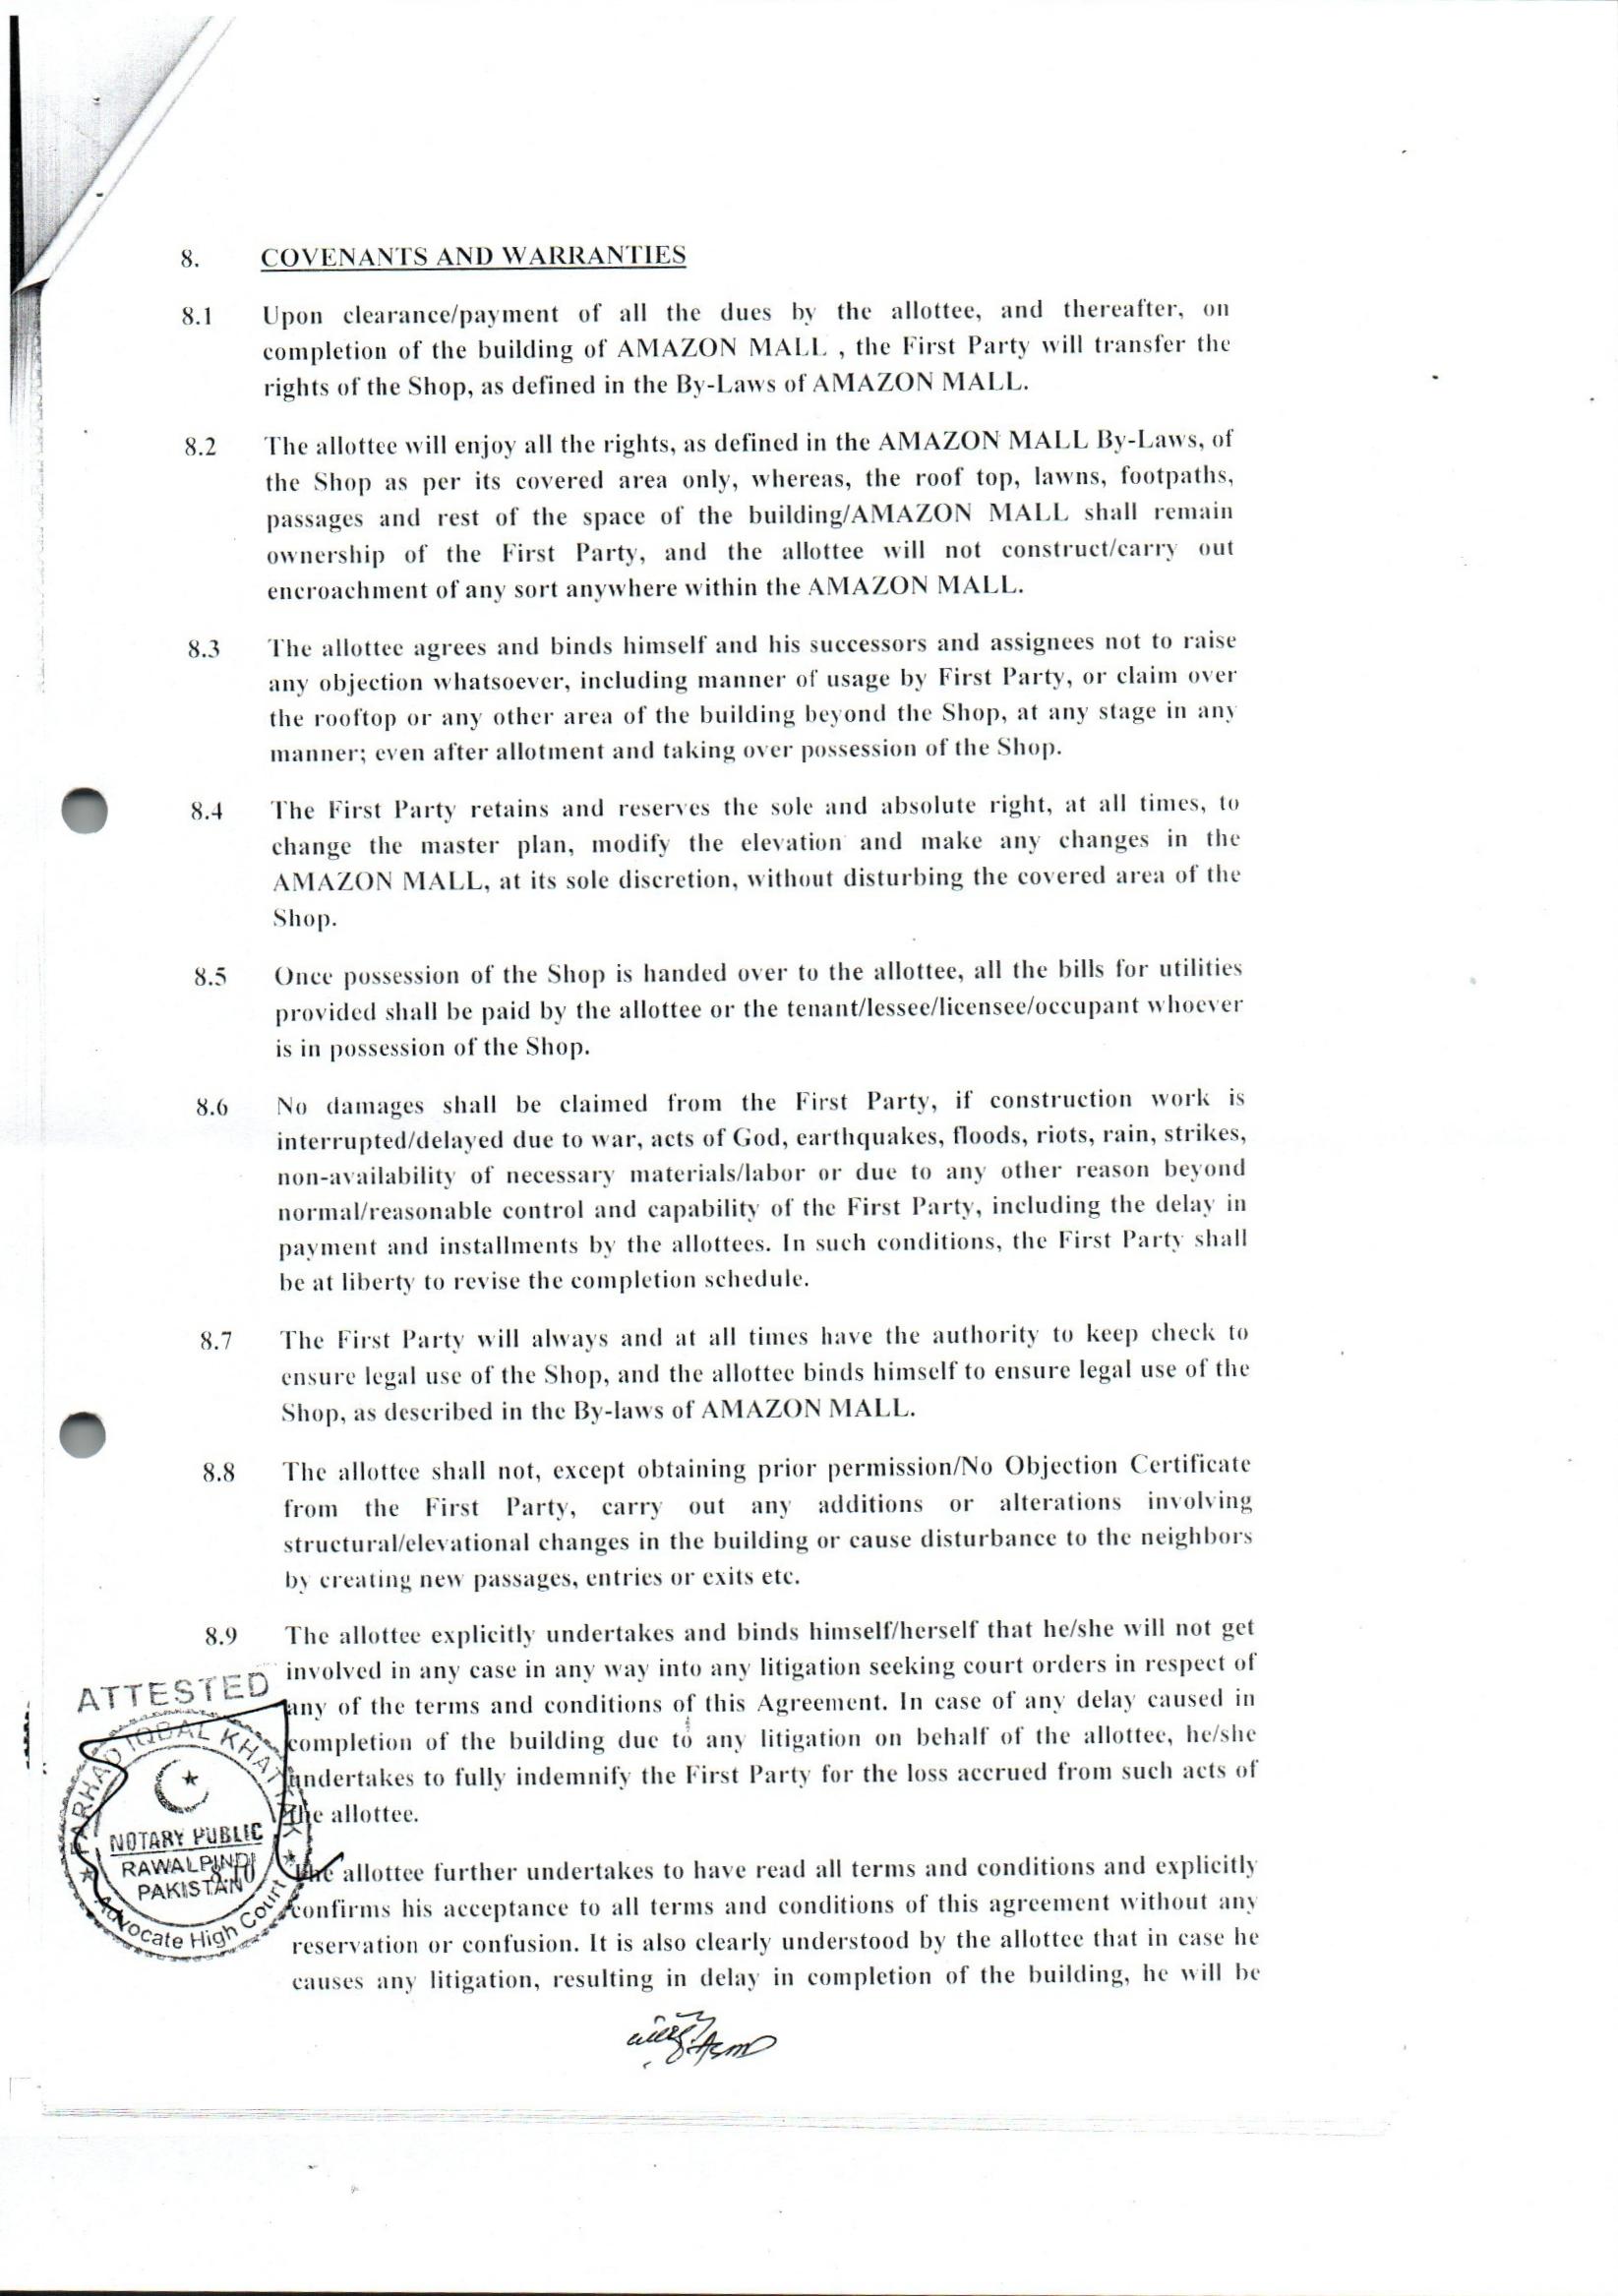 8. COVENANTS AND WARRANTIES
8.1 Upon clearance/payment of all the dues by the allottee, and thereafter, on
completion of the building of AMAZON MALL , the First Party will transfer the
rights of the Shop, as defined in the By-Laws of AMAZON MALL.
8.2 The allottee will enjoy all the rights, as defined in the AMAZON MALL By-Laws, of
the Shop as per its covered area only, whereas, the roof top, lawns, footpaths,
passages and rest of the space of the building/AMAZON MALL shall remain
ownership of the First Party, and the allottee will not construct/carry out
encroachment of any sort anywhere within the AMAZON MALL.
8.3 The allottee agrees and binds himself and his successors and assignees not to raise
any objection whatsoever, including manner of usage by First Party, or claim over
the rooftop or any other area of the building beyond the Shop, at any stage in any
manner; even after allotment and taking over possession of the Shop.
8.4 The First Party retains and reserves the sole and absolute right, at all times, to
change the master plan, modify the elevation and make any changes in the
AMAZON MALL, at its sole discretion, without disturbing the covered area of the
Shop.
8.5 Once possession of the Shop is handed over to the allottee, all the bills for utilities
provided shall be paid by the allottee or the tenant/lessee/licensee/occupant whoever
is in possession of the Shop.
8.6 No damages shall be claimed from the First Party, if construction work is
interrupted/delayed due to war, acts of God, earthquakes, floods, riots, rain, strikes,
non-availability of necessary materials/labor or due to any other reason beyond
normal/reasonable control and capability of the First Party, including the delay in
payment and installments by the allottees. In such conditions, the First Party shall
be at liberty to revise the completion schedule.
8.7 The First Party will always and at all times have the authority to keep check to
ensure legal use of the Shop, and the allottee binds himself to ensure legal use of the
Shop, as described in the By-laws of AMAZON MALL.
8.8 The allottee shall not, except obtaining prior permission/No Objection Certificate
from the First Party, carry out any additions or alterations involving
structural/elevational changes in the building or cause disturbance to the neighbors
by creating new passages, entries or exits etc.
8.9 The allottee explicitly undertakes and binds himself/herself that he/she will not get
involved in any case in any way into any litigation seeking court orders in respect of
any of the terms and conditions of this Agreement. In case of any delay caused in
completion of the building due to any litigation on behalf of the allottee, he/she
undertakes to fully indemnify the First Party for the loss accrued from such acts of
the allottee.
8.10 The allottee further undertakes to have read all terms and conditions and explicitly
confirms his acceptance to all terms and conditions of this agreement without any
reservation or confusion. It is also clearly understood by the allottee that in case he
causes any litigation, resulting in delay in completion of the building, he will be
ATTESTED
FARHAD IQBAL KHATTAK
NOTARY PUBLIC
RAWALPINDI
PAKISTAN
Advocate High Court